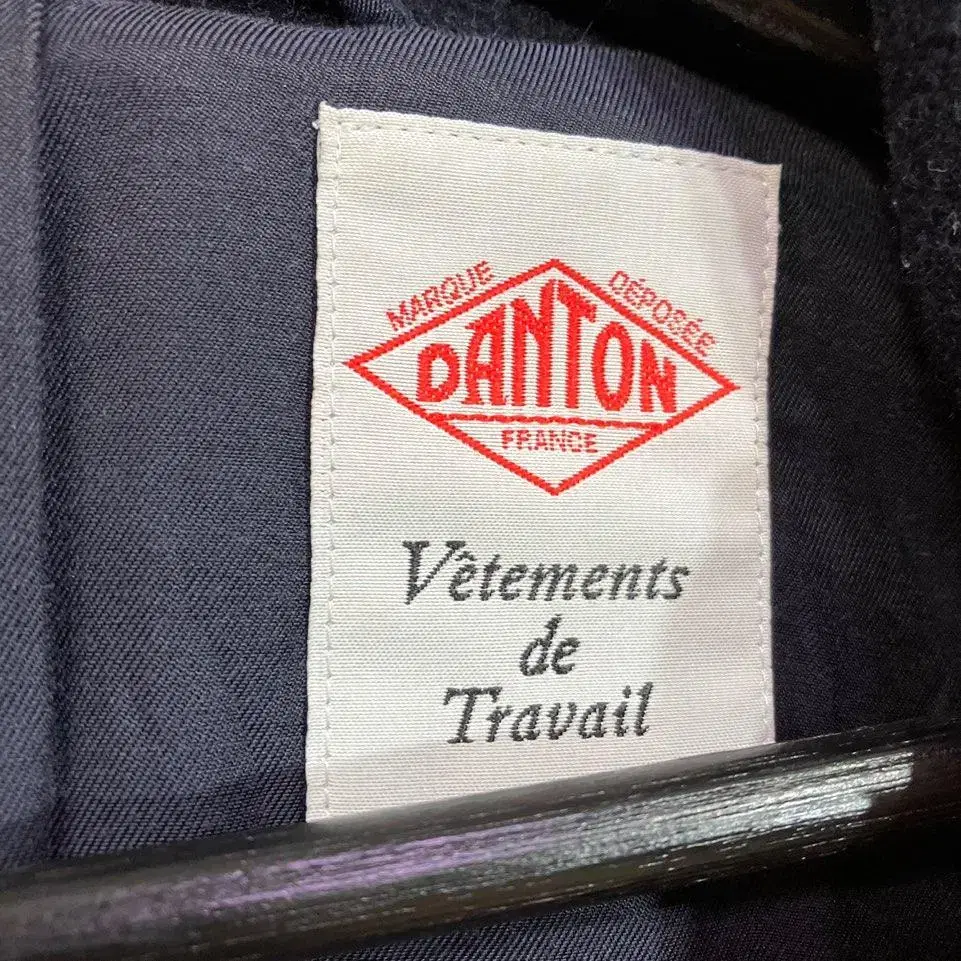 MARQUE DÉPOSÉE
DANTON
FRANCE
Vêtements
de
Travail